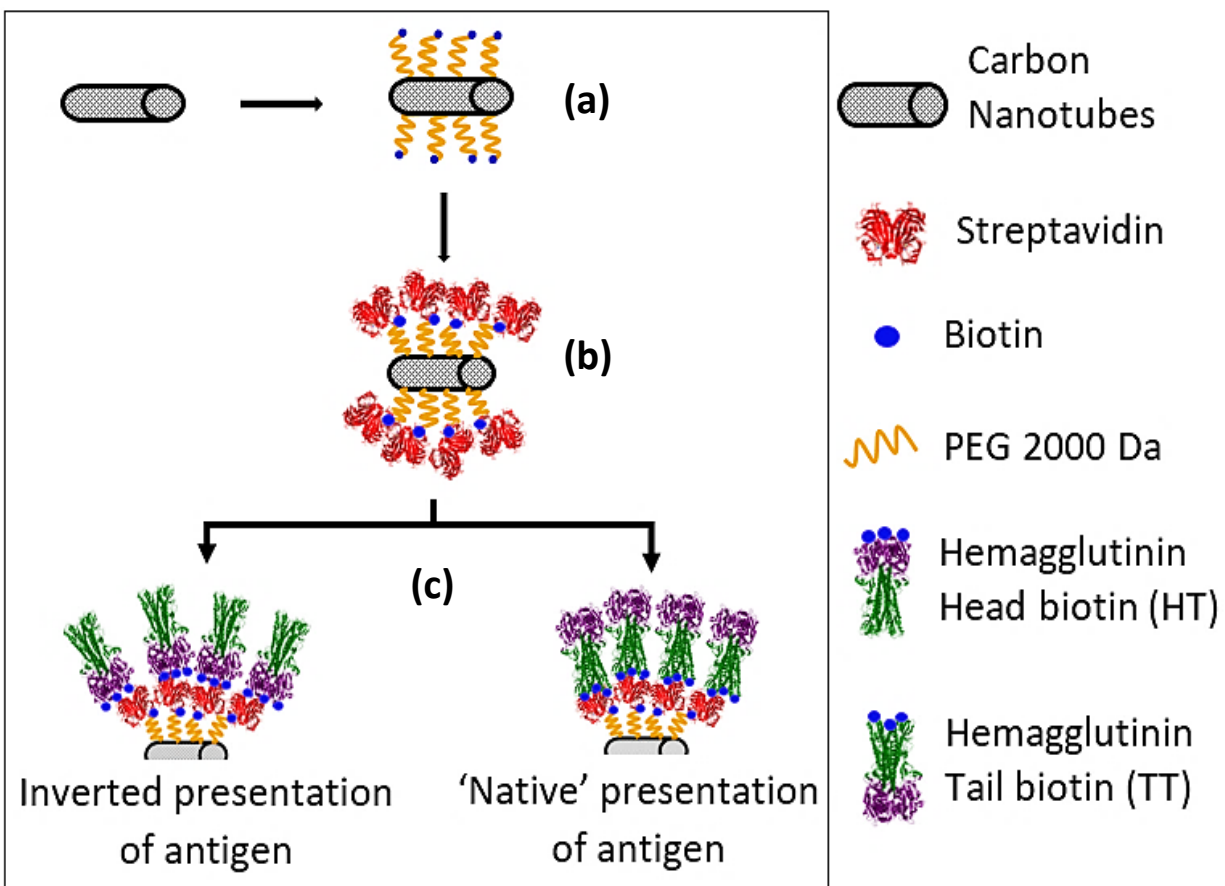 (a)
(b)
(c)
Inverted presentation
of antigen
‘Native’ presentation
of antigen
Carbon
Nanotubes
Streptavidin
Biotin
PEG 2000 Da
Hemagglutinin
Head biotin (HT)
Hemagglutinin
Tail biotin (TT)